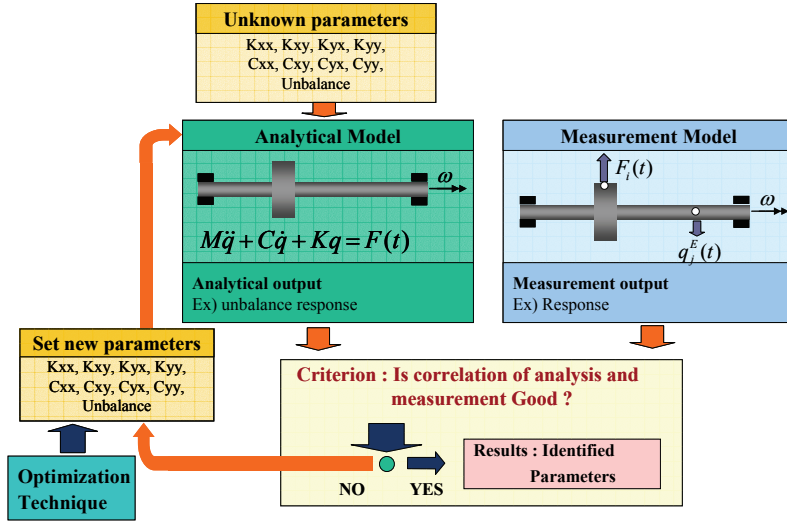 Unknown parameters
Kxx, Kxy, Kyx, Kyy,
Cxx, Cxy, Cyx, Cyy,
Unbalance
Analytical Model
ω
Mq̈ + Cq̇ + Kq = F(t)
Analytical output
Ex) unbalance response
Measurement Model
F_i(t)
ω
q_j^E(t)
Measurement output
Ex) Response
Set new parameters
Kxx, Kxy, Kyx, Kyy,
Cxx, Cxy, Cyx, Cyy,
Unbalance
Optimization
Technique
Criterion : Is correlation of analysis and
measurement Good ?
NO
YES
Results : Identified
Parameters